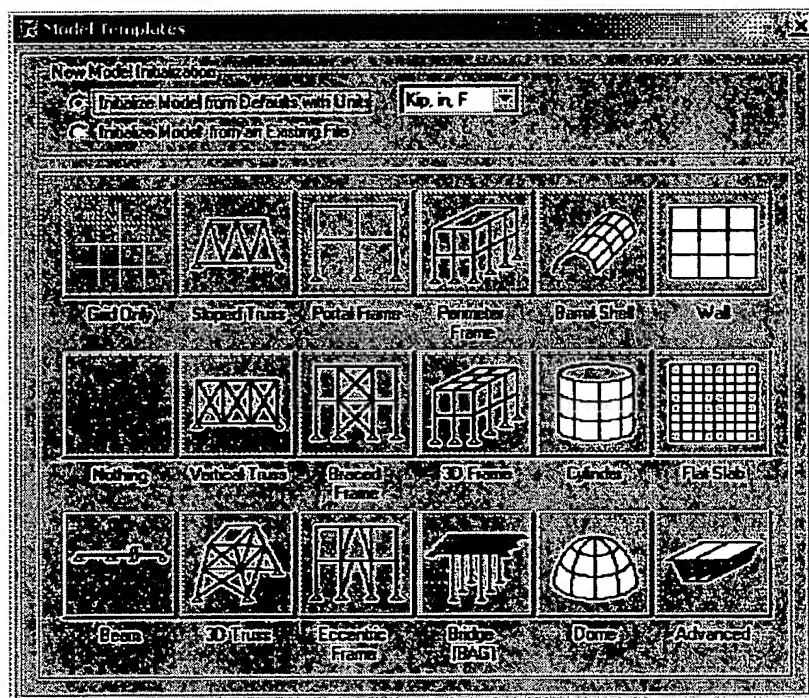 Model Templates
New Model Initialization
Initialize Model from Defaults with Units
Kip, in, F
Initialize Model from an Existing File
Grid Only
Sloped Truss
Portal Frame
Perimeter
Frame
Barrel Shell
Wall
Nothing
Vertical Truss
Braced
Frame
3D Frame
Cylinder
Flat Slab
Beam
3D Truss
Eccentric
Frame
Bridge
[BAG]
Dome
Advanced